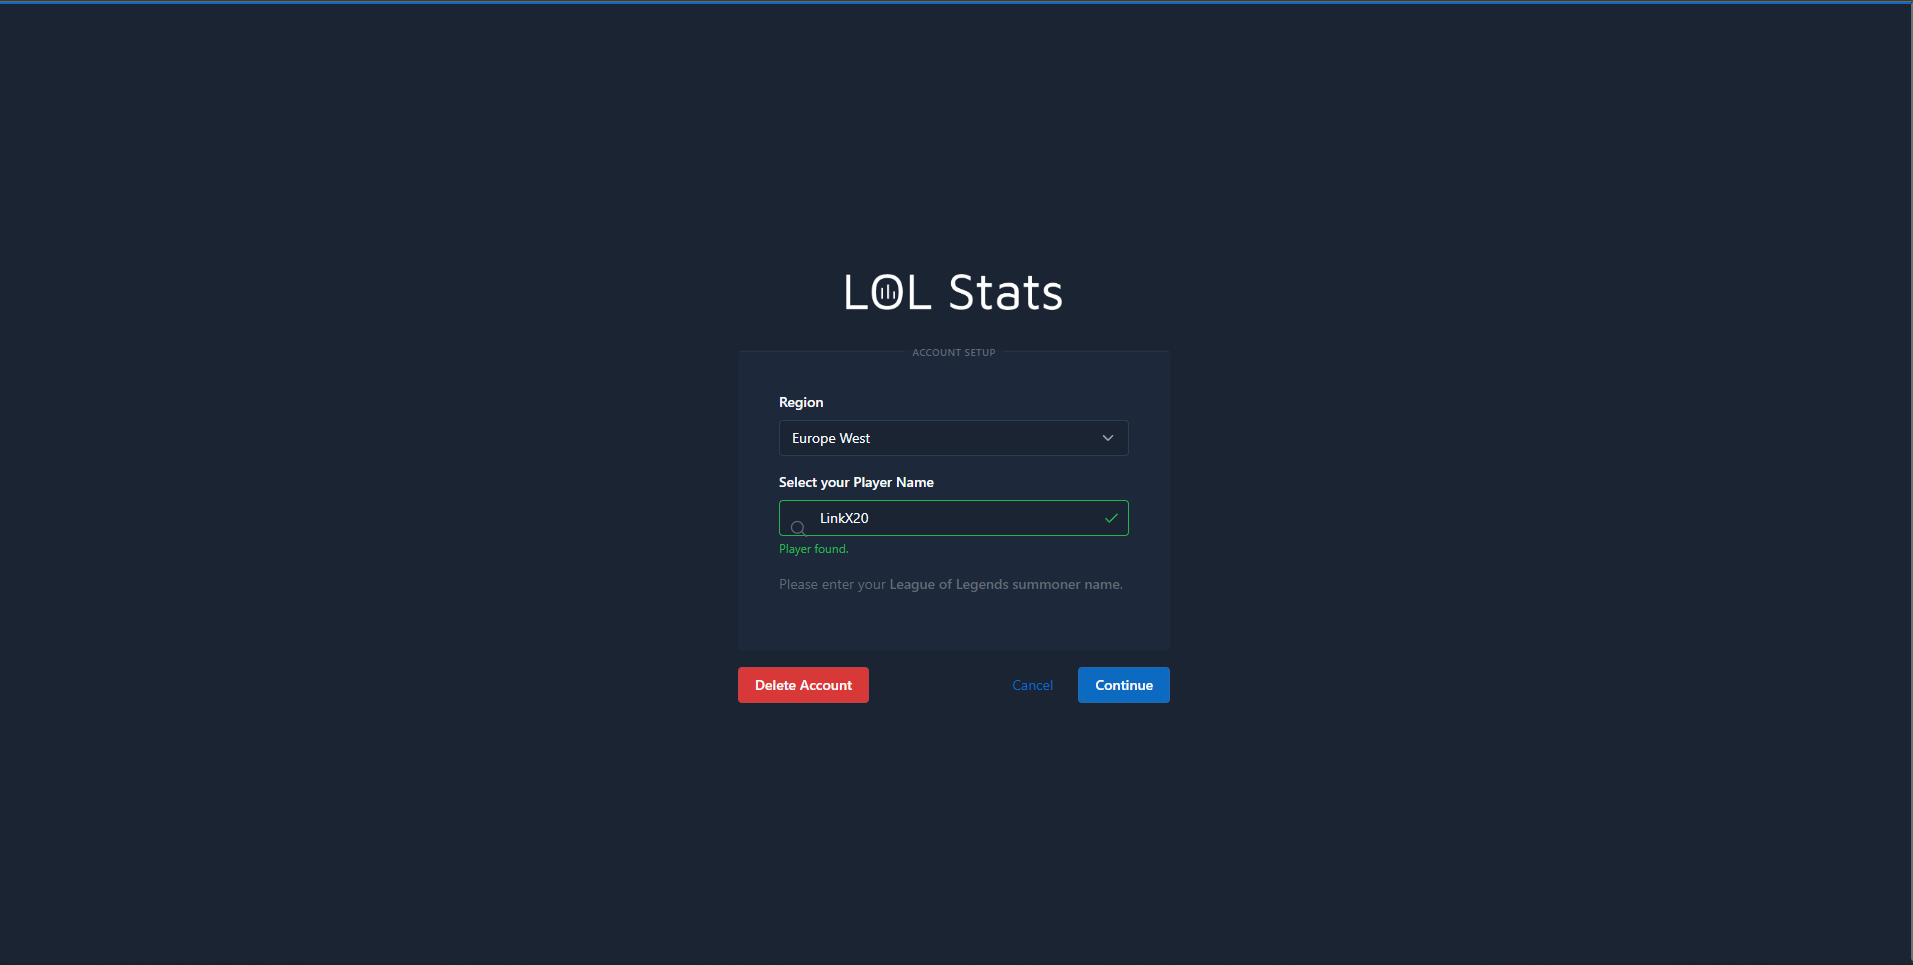 LOL Stats
ACCOUNT SETUP
Region
Europe West
Select your Player Name
LinkX20
Player found.
Please enter your League of Legends summoner name.
Delete Account
Cancel
Continue